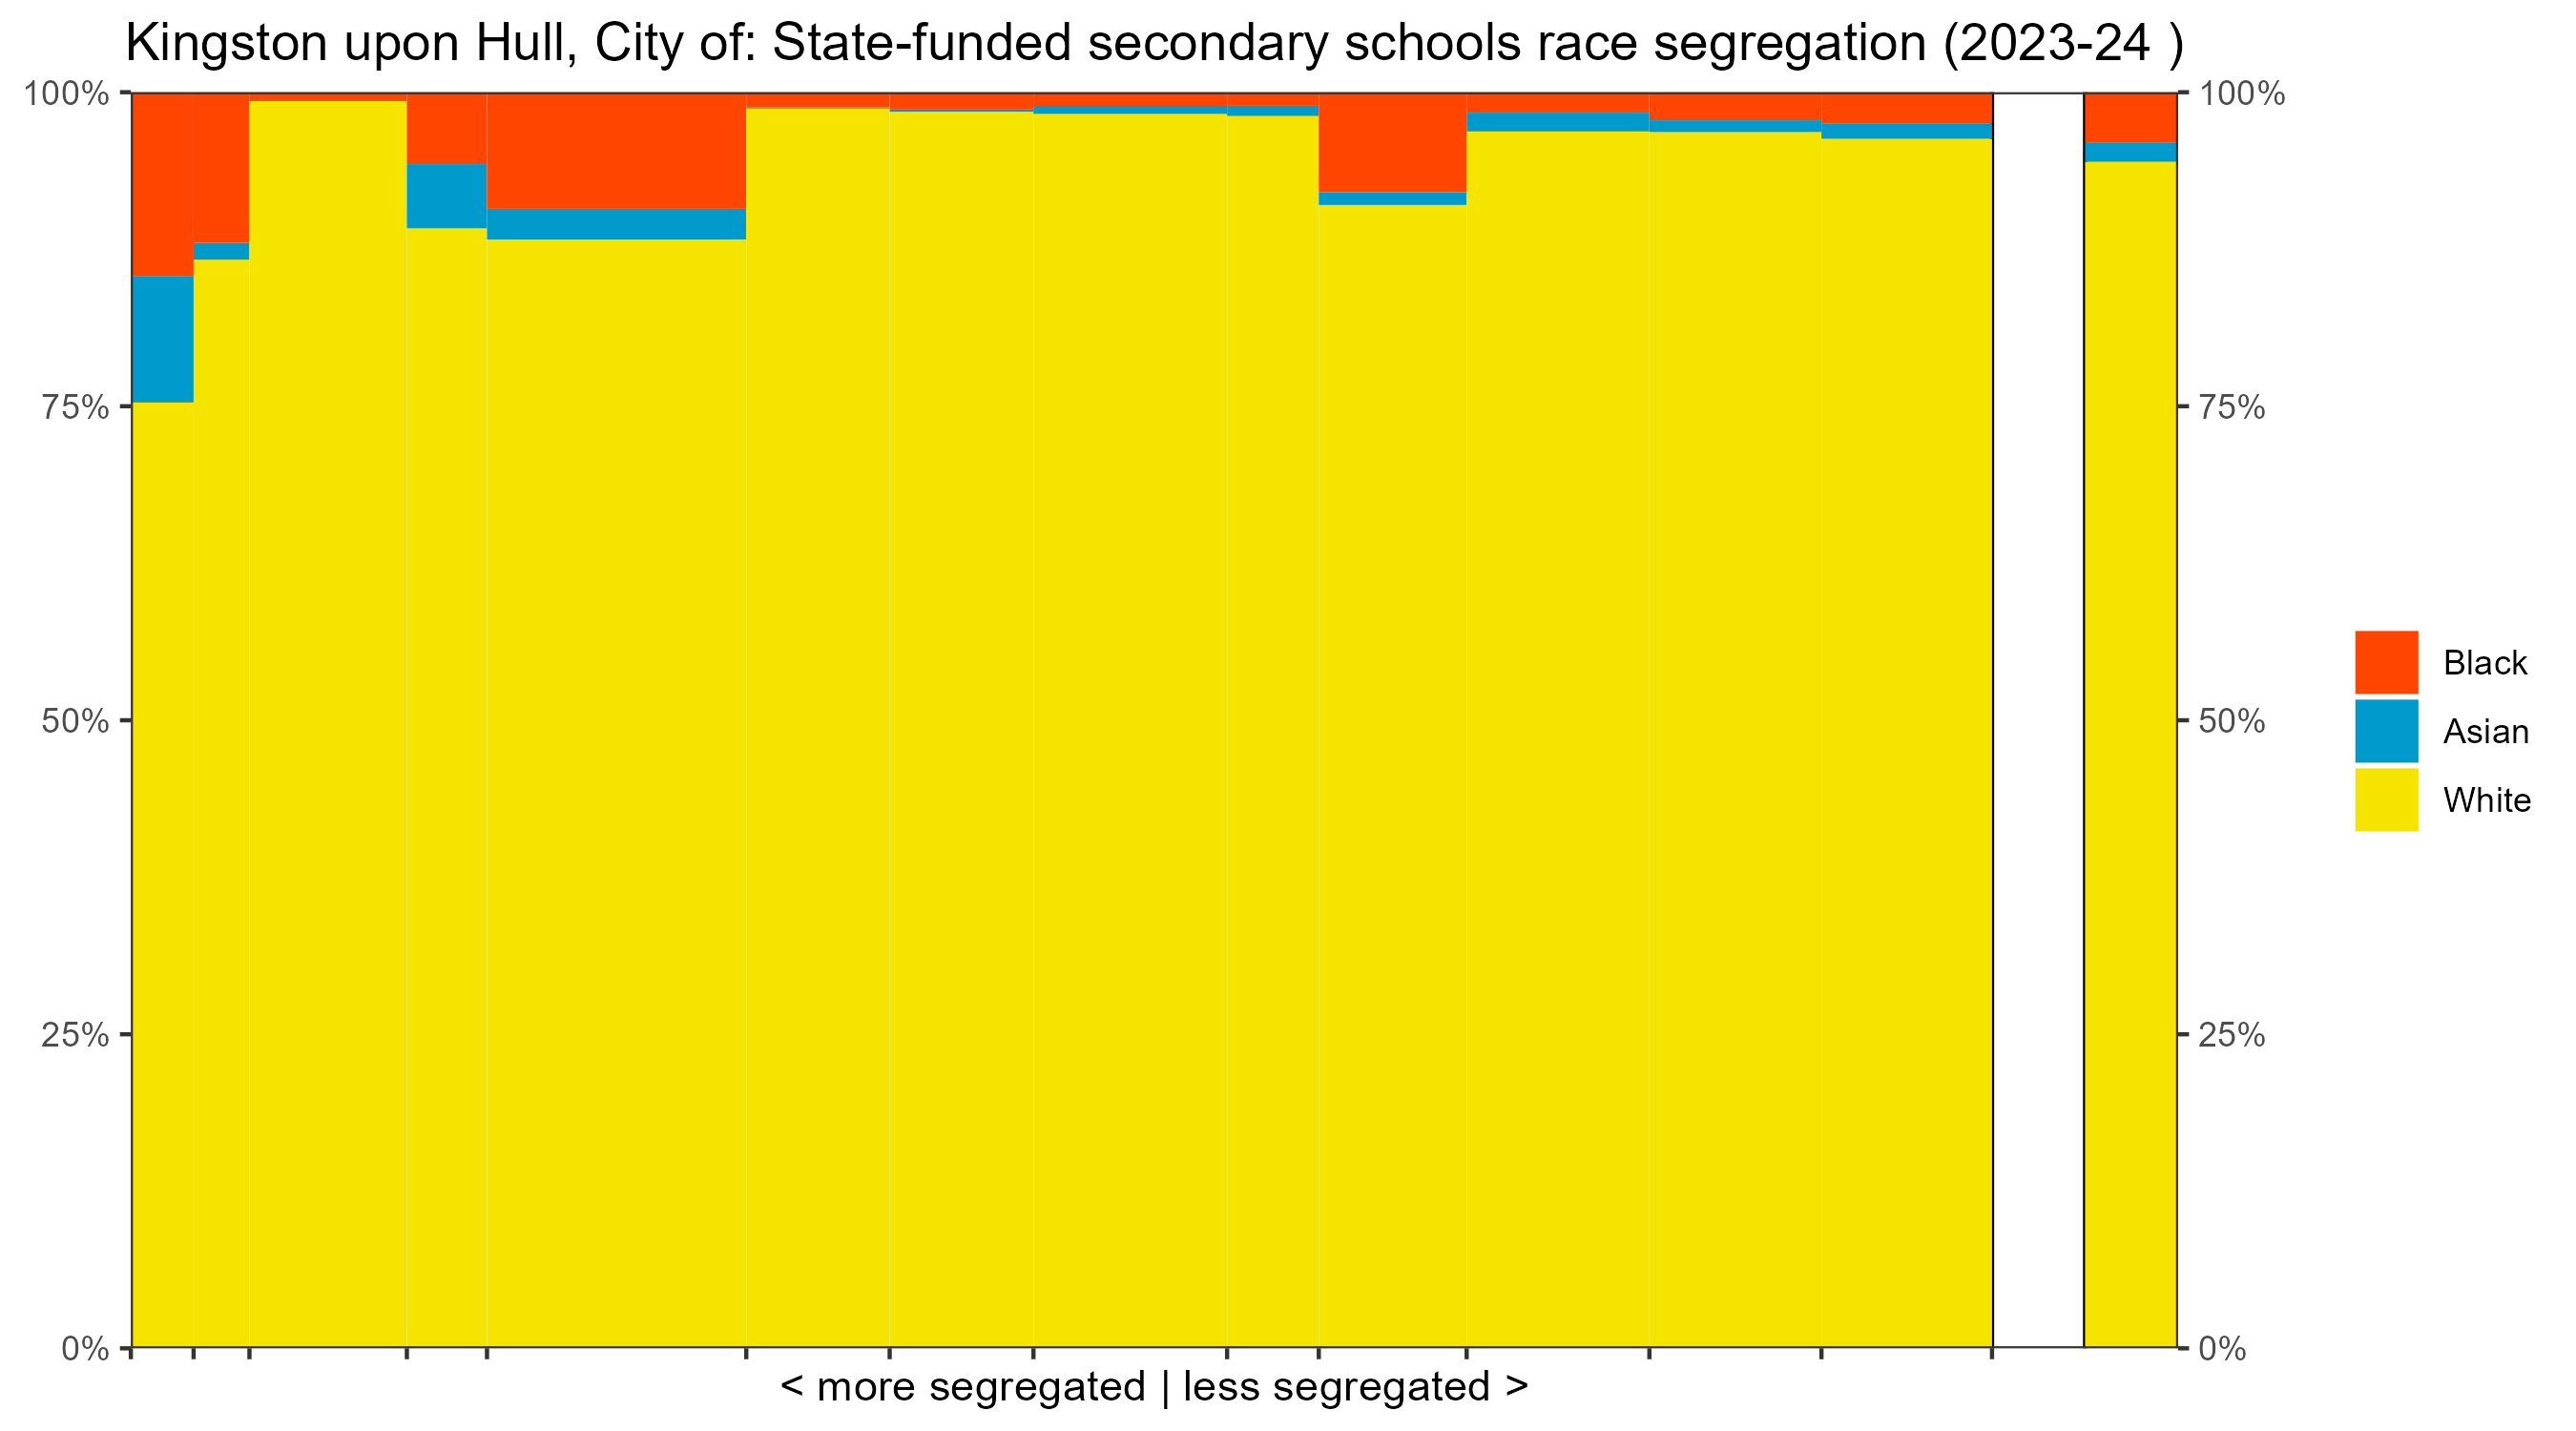 Kingston upon Hull, City of: State-funded secondary schools race segregation (2023-24 )
100%
75%
50%
25%
0%
100%
75%
50%
25%
0%
Black
Asian
White
< more segregated | less segregated >